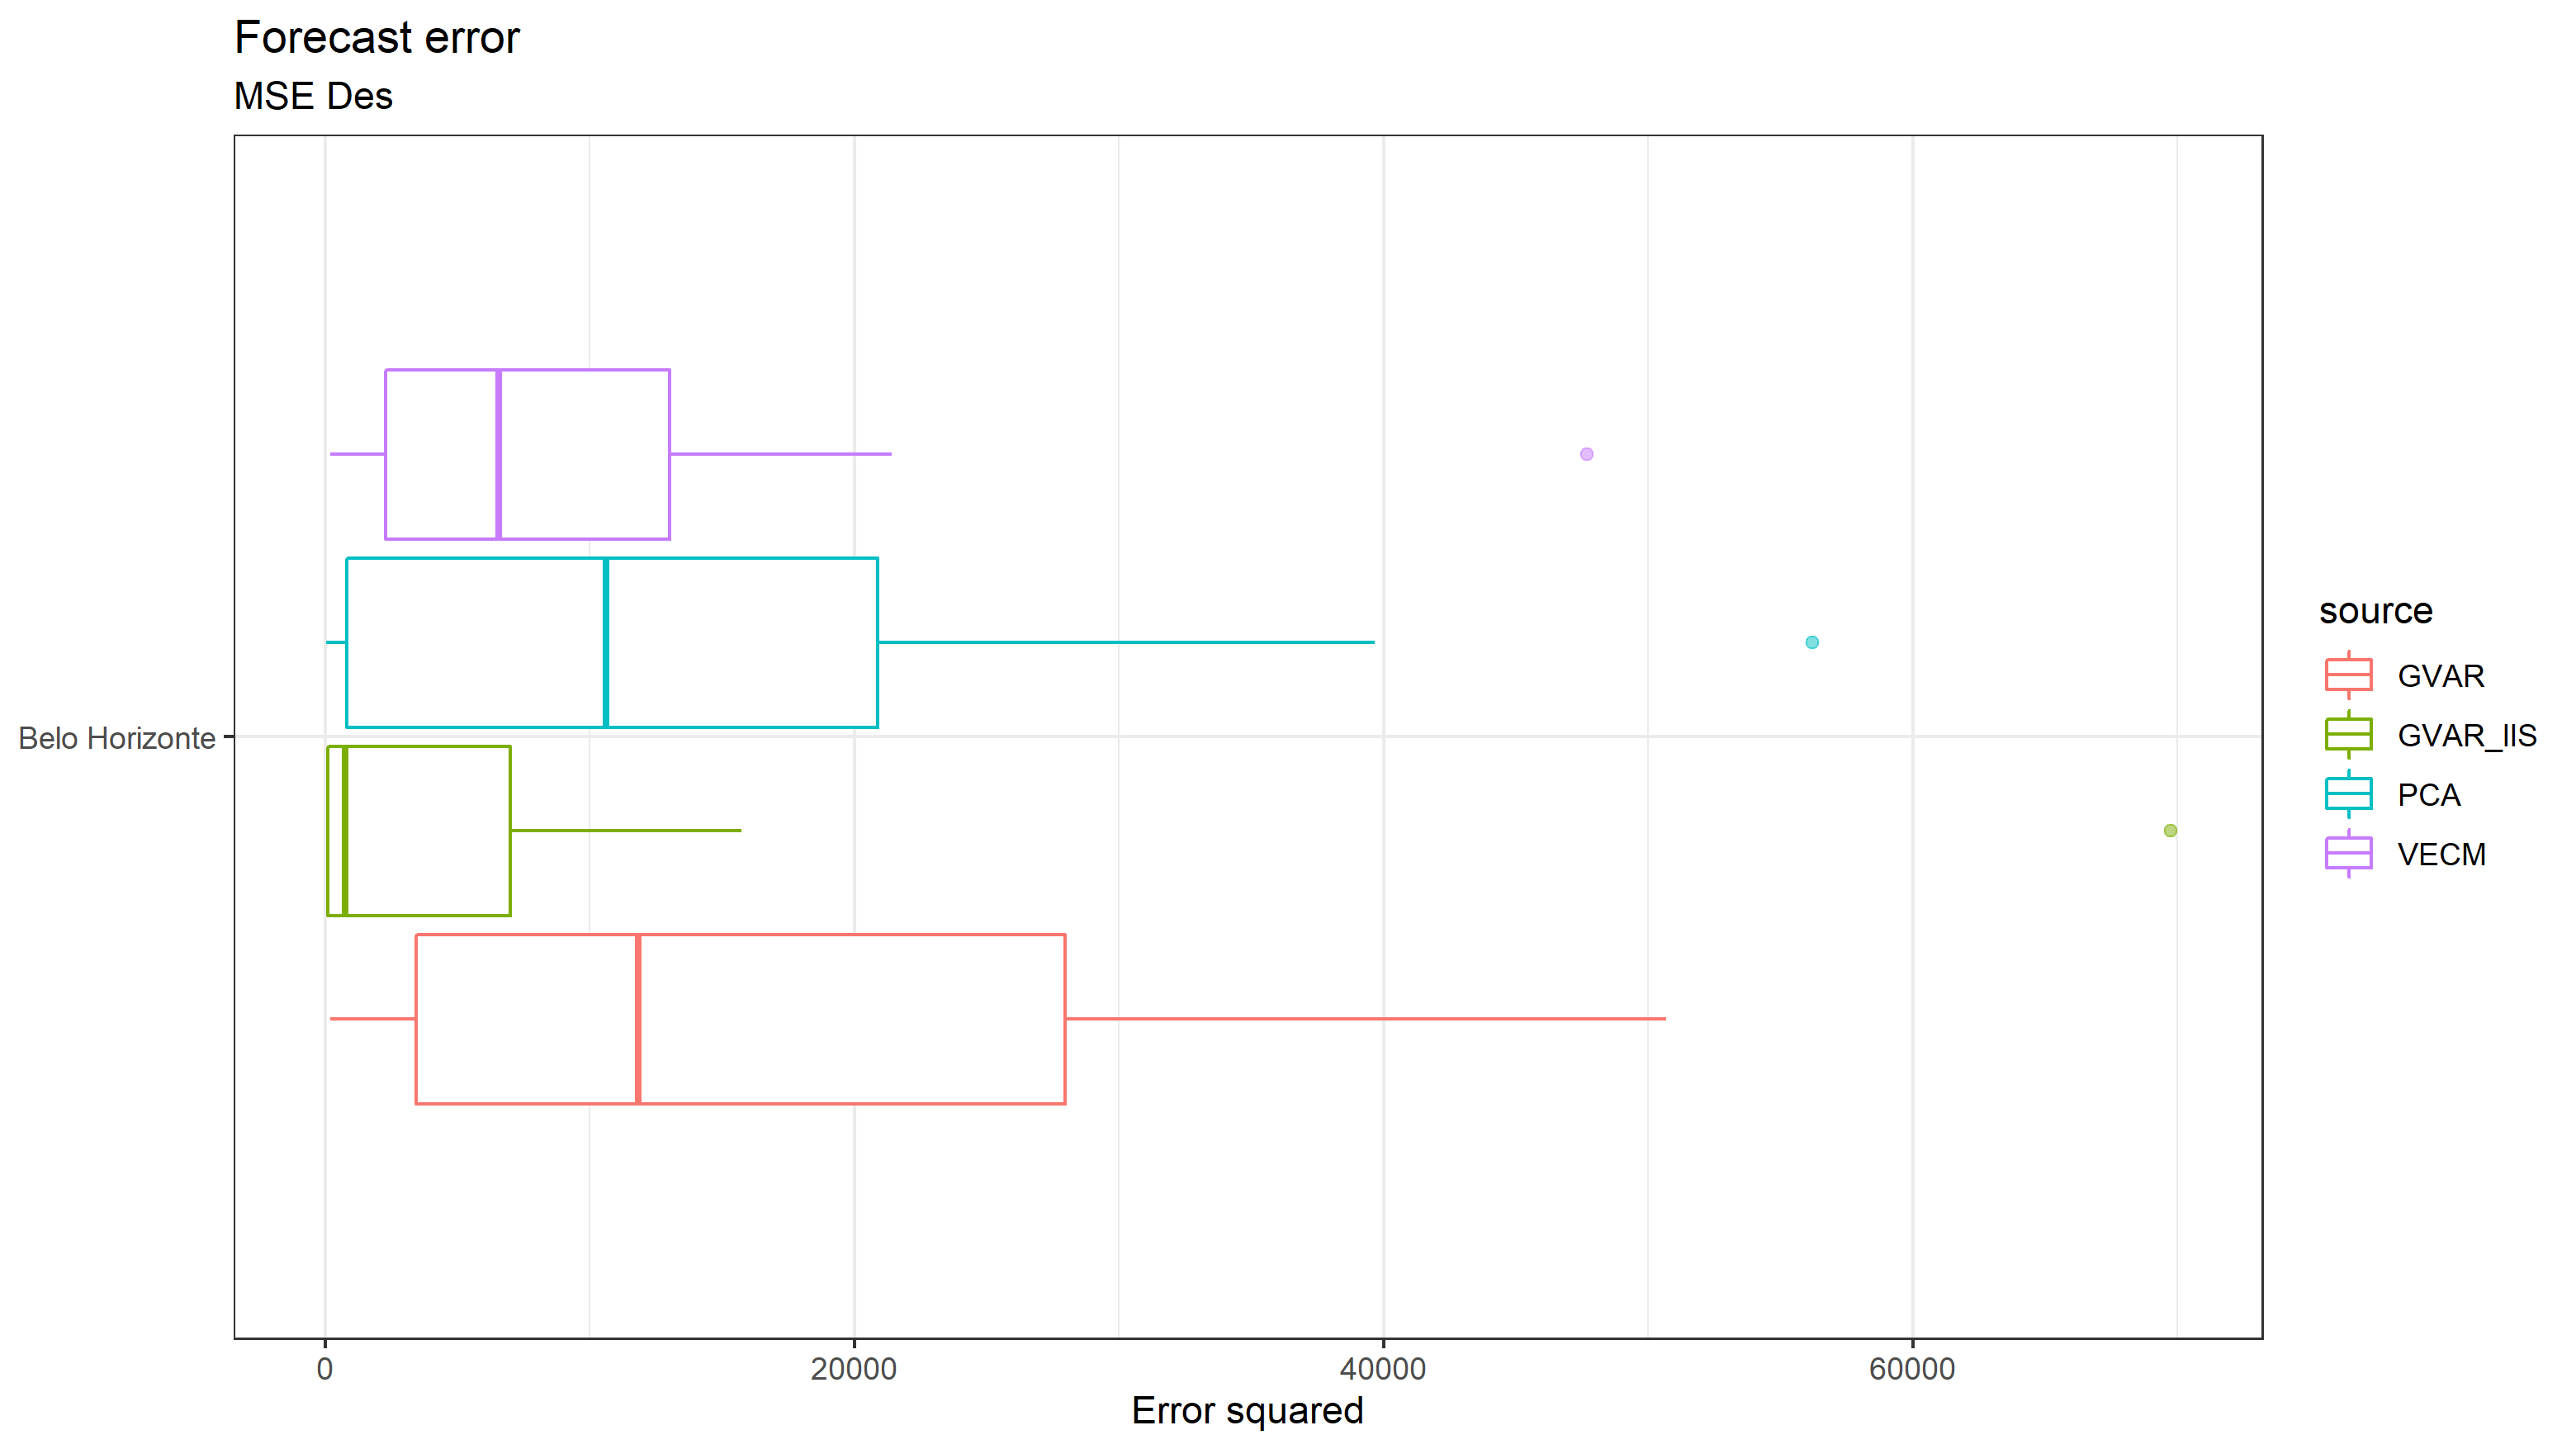 Forecast error
MSE Des
Belo Horizonte
0
20000
40000
60000
Error squared
source
GVAR
GVAR_IIS
PCA
VECM